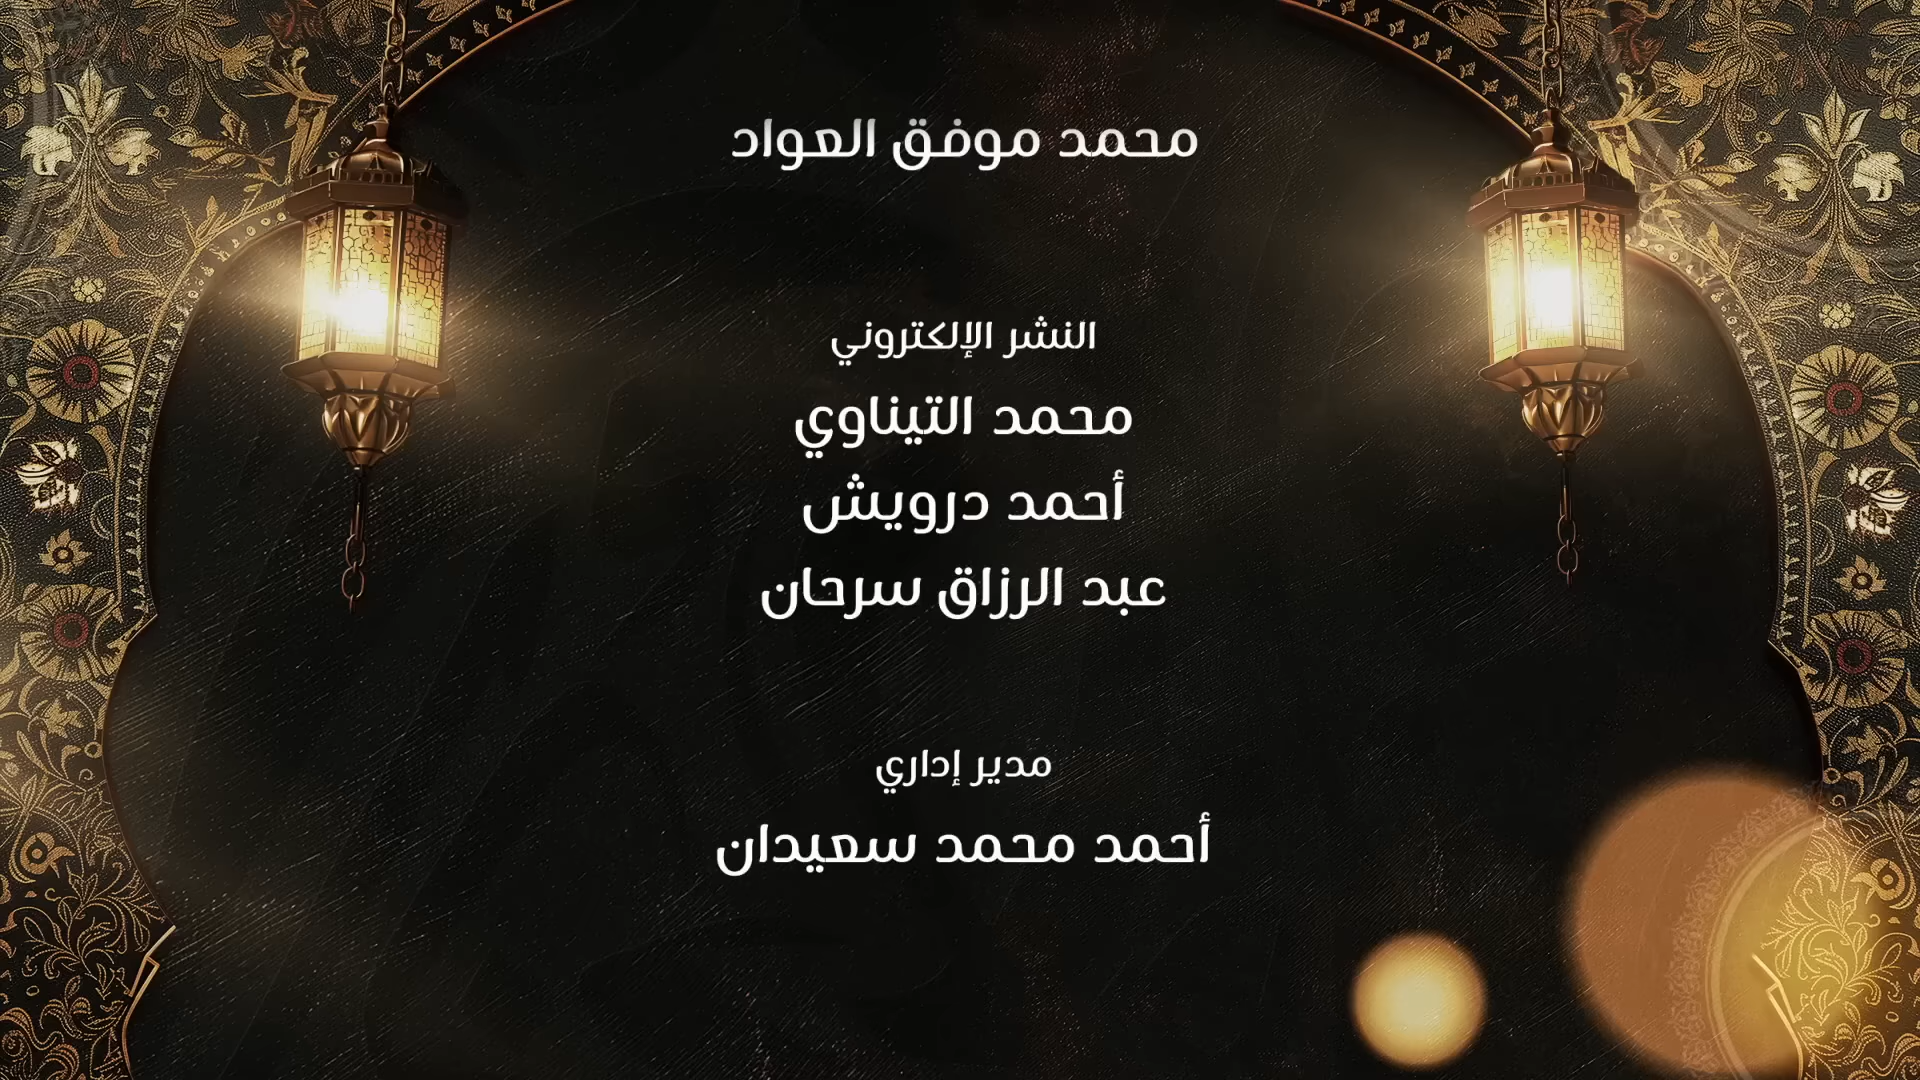 محمد موفق العواد
النشر الإلكتروني
محمد التيناوي
أحمد درويش
عبد الرزاق سرحان
مدير إداري
أحمد محمد سعيدان